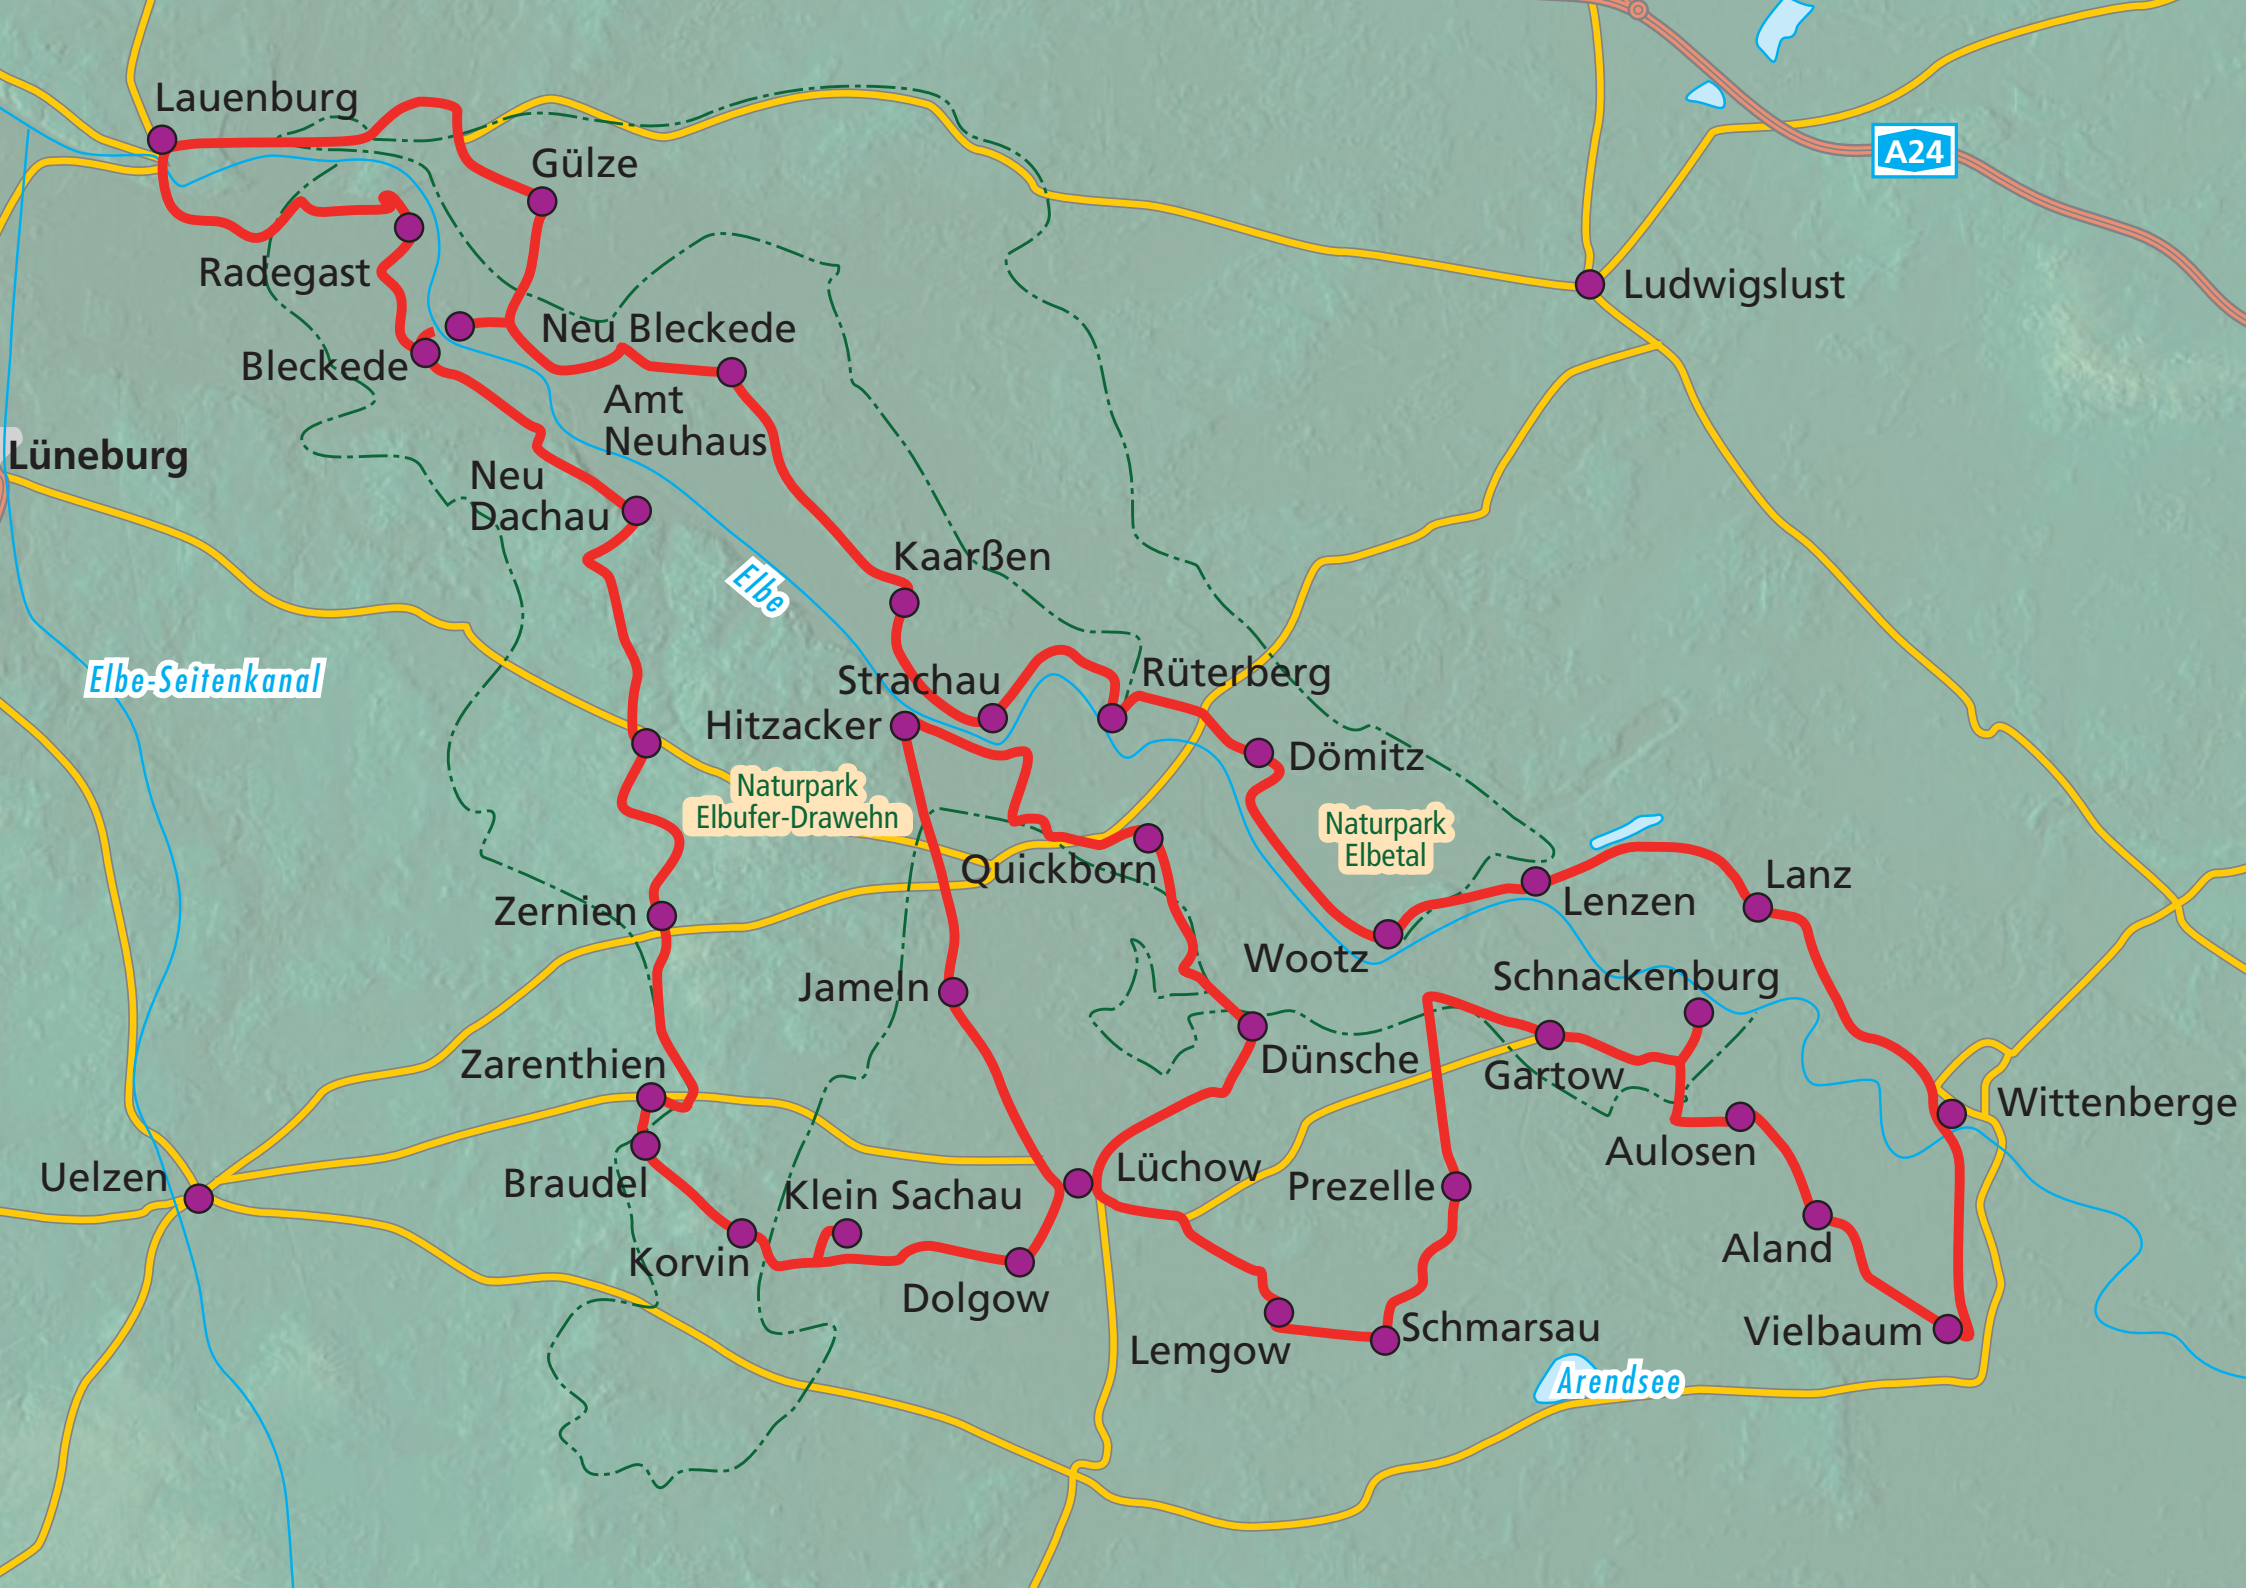 Lauenburg
A24
Gülze
Radegast
Ludwigslust
Neu Bleckede
Bleckede
Amt
Neuhaus
Lüneburg
Neu
Dachau
Kaarßen
Elbe
Elbe-Seitenkanal
Strachau
Rüterberg
Hitzacker
Dömitz
Naturpark
Elbufer-Drawehn
Naturpark
Elbetal
Quickborn
Lanz
Lenzen
Zernien
Wootz
Schnackenburg
Jameln
Dünsche
Zarenthien
Gartow
Wittenberge
Aulosen
Uelzen
Braudel
Klein Sachau
Lüchow
Prezelle
Korvin
Aland
Dolgow
Lemgow
Schmarsau
Vielbaum
Arendsee